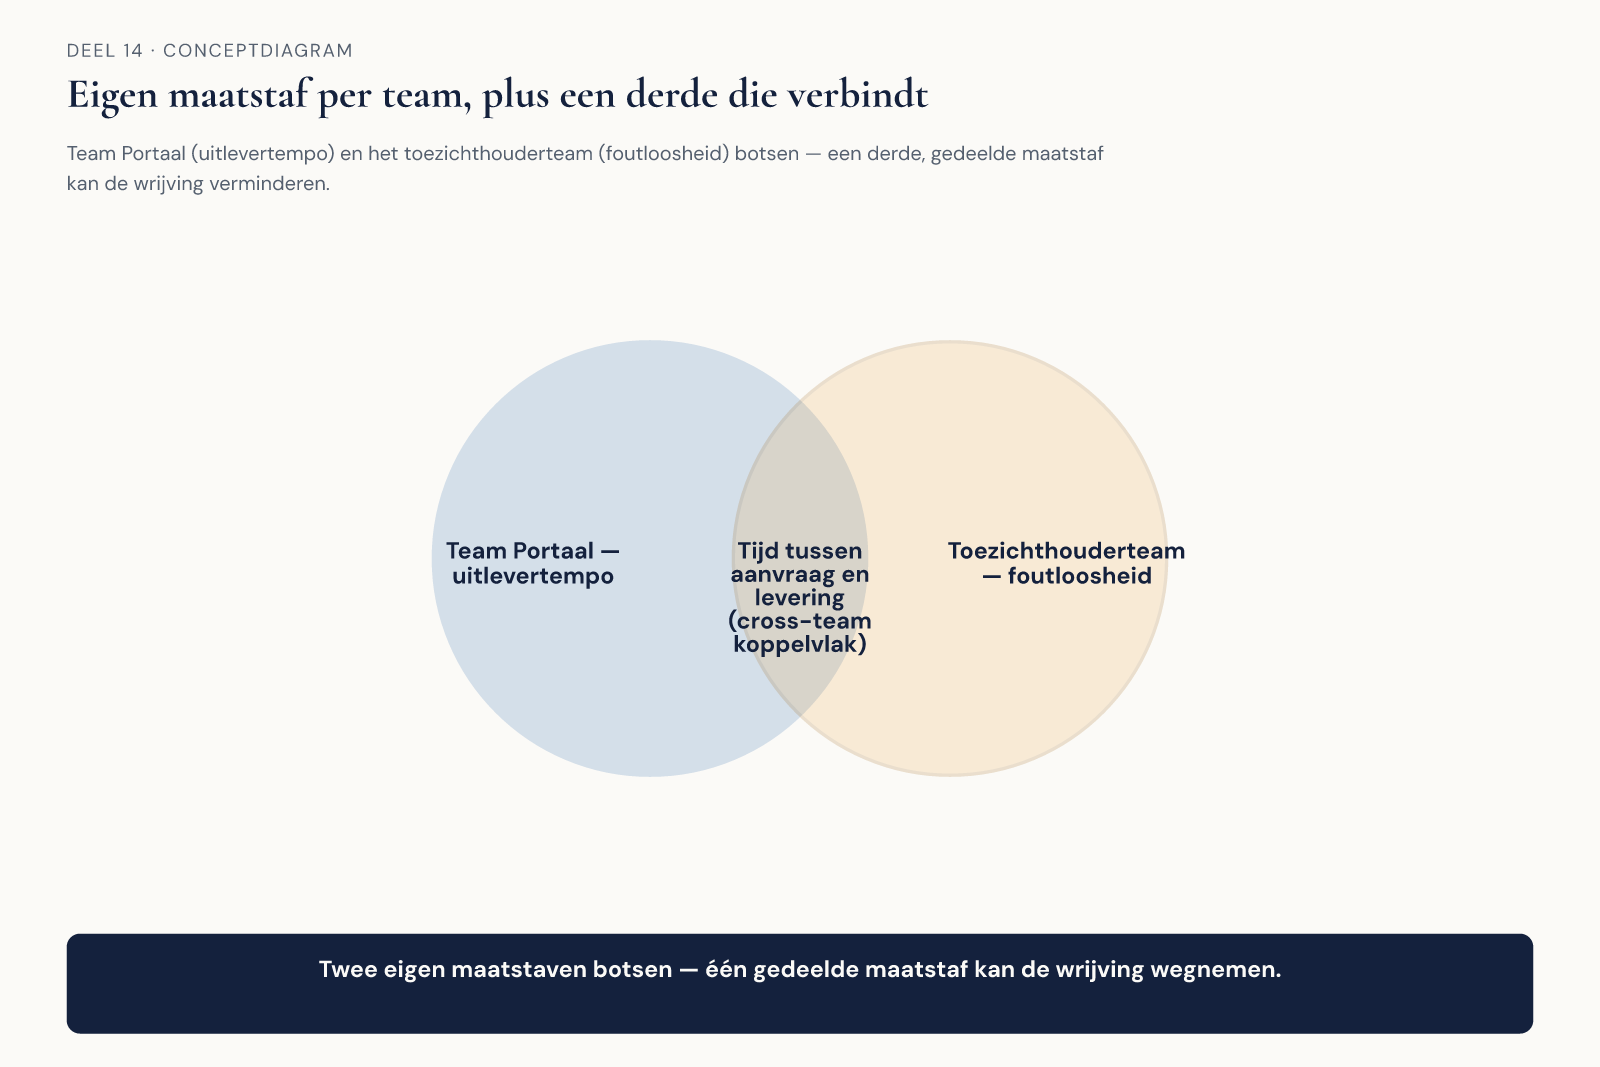 DEEL 14 · CONCEPTDIAGRAM
Eigen maatstaf per team, plus een derde die verbindt
Team Portaal (uitlevertempo) en het toezichthouderteam (foutloosheid) botsen — een derde, gedeelde maatstaf
kan de wrijving verminderen.
Team Portaal —
uitlevertempo
Tijd tussen
aanvraag en
levering
(cross-team
koppelvlak)
Toezichthouderteam
— foutloosheid
Twee eigen maatstaven botsen — één gedeelde maatstaf kan de wrijving wegnemen.